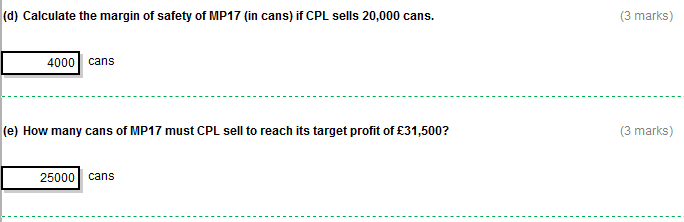 (d) Calculate the margin of safety of MP17 (in cans) if CPL sells 20,000 cans. (3 marks)
4000 cans
(e) How many cans of MP17 must CPL sell to reach its target profit of £31,500? (3 marks)
25000 cans